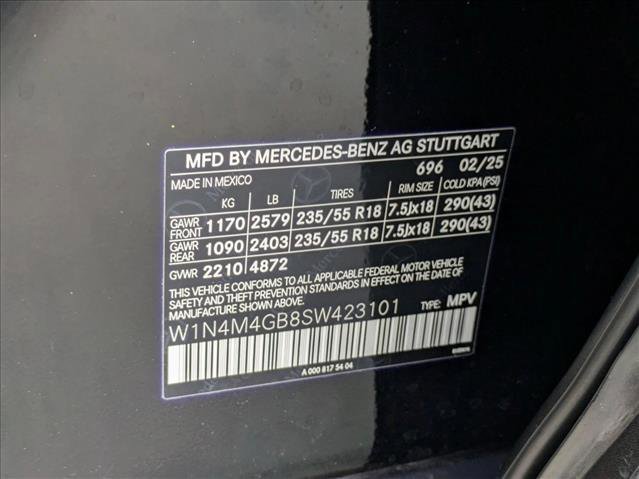 MFD BY MERCEDES-BENZ AG STUTTGART
MADE IN MEXICO 696 02/25
KG LB TIRES RIM SIZE COLD KPA (PSI)
GAWR FRONT 1170 2579 235/55 R18 7.5Jx18 290(43)
GAWR REAR 1090 2403 235/55 R18 7.5Jx18 290(43)
GVWR 2210 4872
THIS VEHICLE CONFORMS TO ALL APPLICABLE FEDERAL MOTOR VEHICLE
SAFETY STANDARDS IN EFFECT ON THE DATE OF MANUFACTURE SHOWN ABOVE.
W1N4M4GB8SW423101 TYPE: MPV
A 000 817 54 04